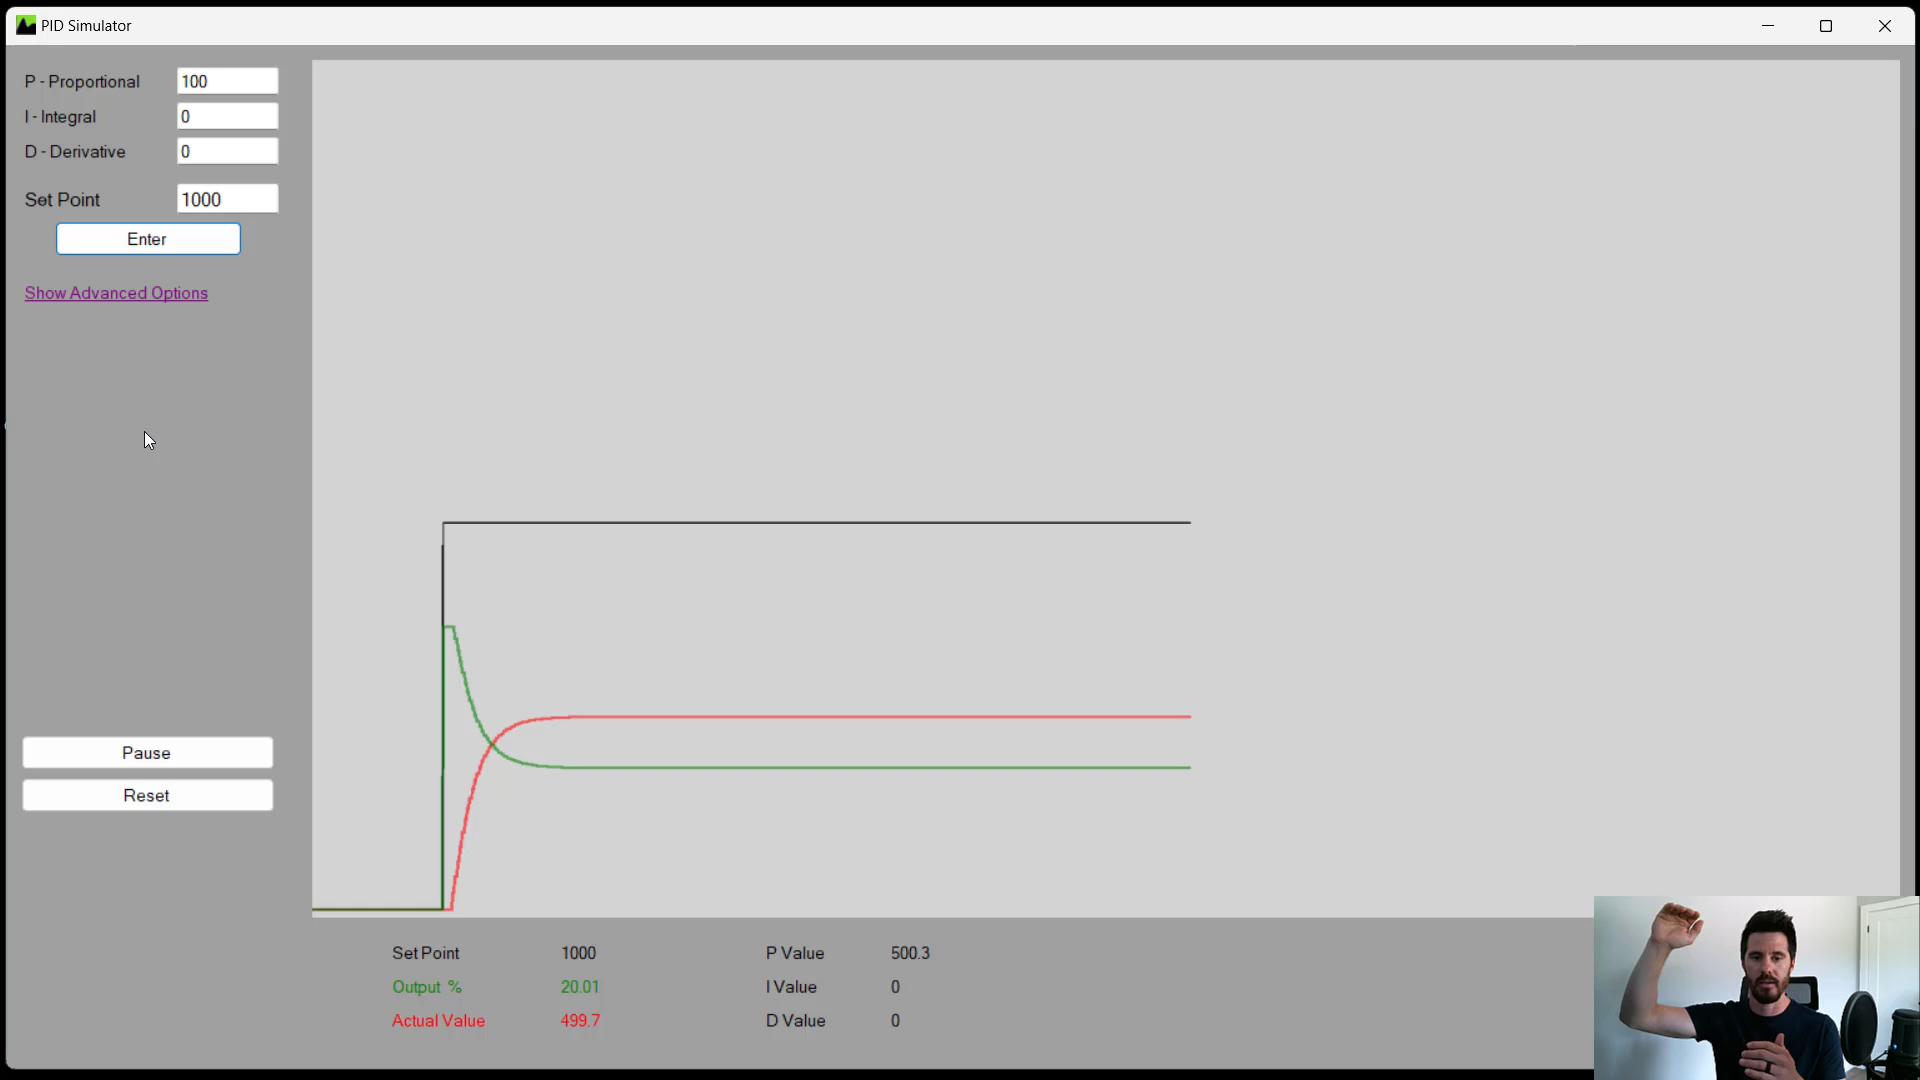 PID Simulator
P - Proportional 100
I - Integral 0
D - Derivative 0
Set Point 1000
Enter
Show Advanced Options
Pause
Reset
Set Point 1000 P Value 500.3
Output % 20.01 I Value 0
Actual Value 499.7 D Value 0